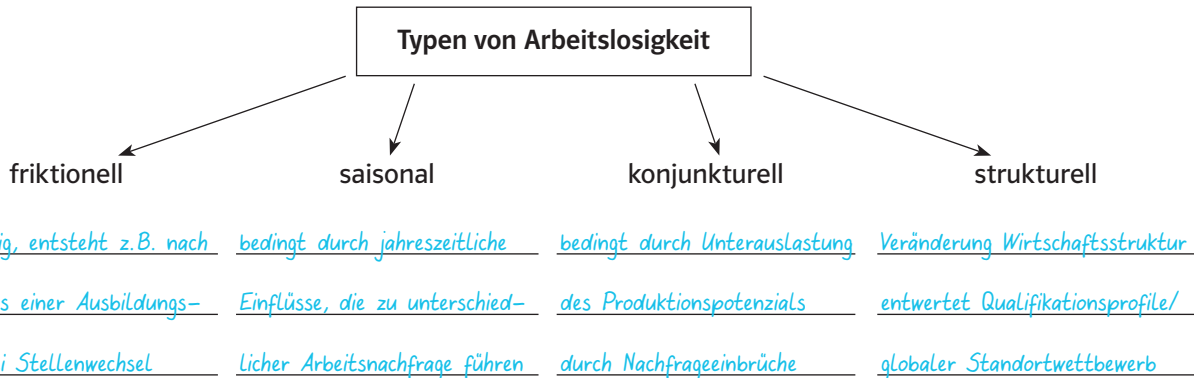 Typen von Arbeitslosigkeit
friktionell
saisonal
konjunkturell
strukturell
entsteht z.B. nach
einer Ausbildungs–
Stellenwechsel
bedingt durch jahreszeitliche
Einflüsse, die zu unterschied–
licher Arbeitsnachfrage führen
bedingt durch Unterauslastung
des Produktionspotenzials
durch Nachfrageeinbrüche
Veränderung Wirtschaftsstruktur
entwertet Qualifikationsprofile/
globaler Standortwettbewerb